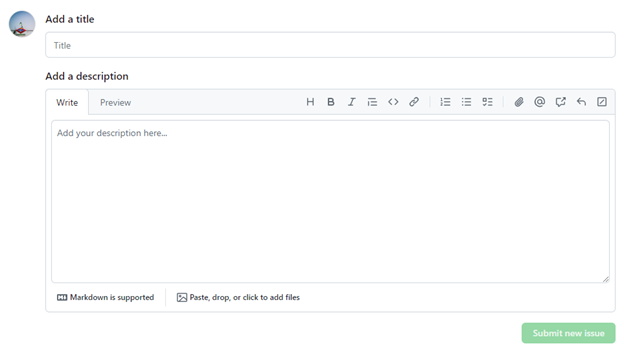 Add a title
Title
Add a description
Write Preview
Add your description here...
Markdown is supported Paste, drop, or click to add files
Submit new issue